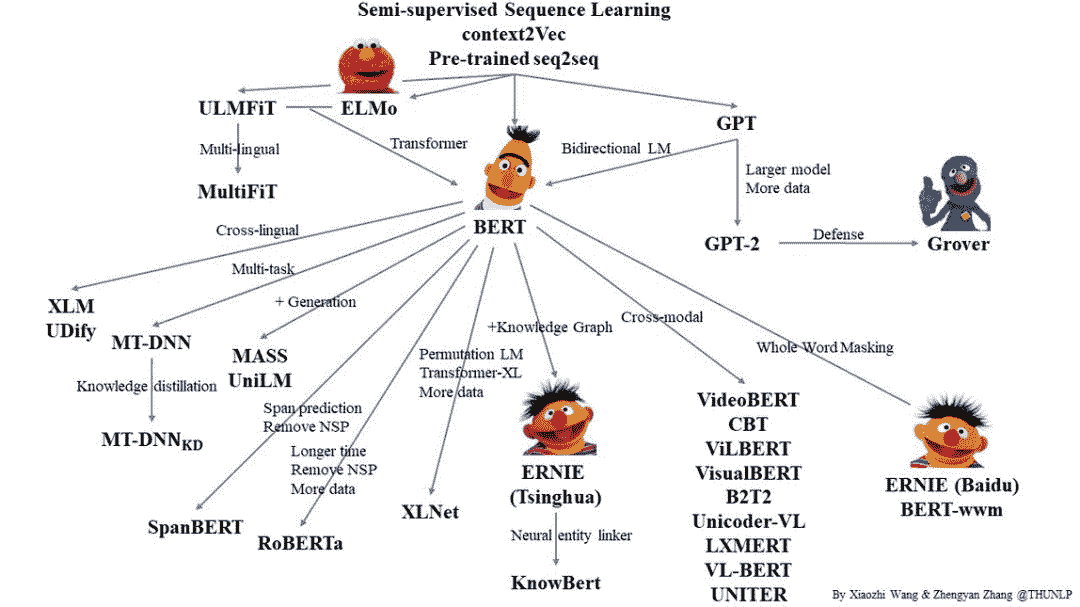 Semi-supervised Sequence Learning
context2Vec
Pre-trained seq2seq
ULMFiT
ELMo
GPT
Multi-lingual
Transformer
Bidirectional LM
Larger model
More data
MultiFiT
BERT
GPT-2
Defense
Grover
Cross-lingual
Multi-task
+ Generation
+Knowledge Graph
Cross-modal
Whole Word Masking
XLM
UDify
MT-DNN
MASS
UniLM
Knowledge distillation
MT-DNNKD
Span prediction
Remove NSP
Longer time
Remove NSP
More data
Permutation LM
Transformer-XL
More data
SpanBERT
RoBERTa
XLNet
ERNIE
(Tsinghua)
Neural entity linker
KnowBert
VideoBERT
CBT
ViLBERT
VisualBERT
B2T2
Unicoder-VL
LXMERT
VL-BERT
UNITER
ERNIE (Baidu)
BERT-wwm
By Xiaozhi Wang & Zhengyan Zhang @THUNLP